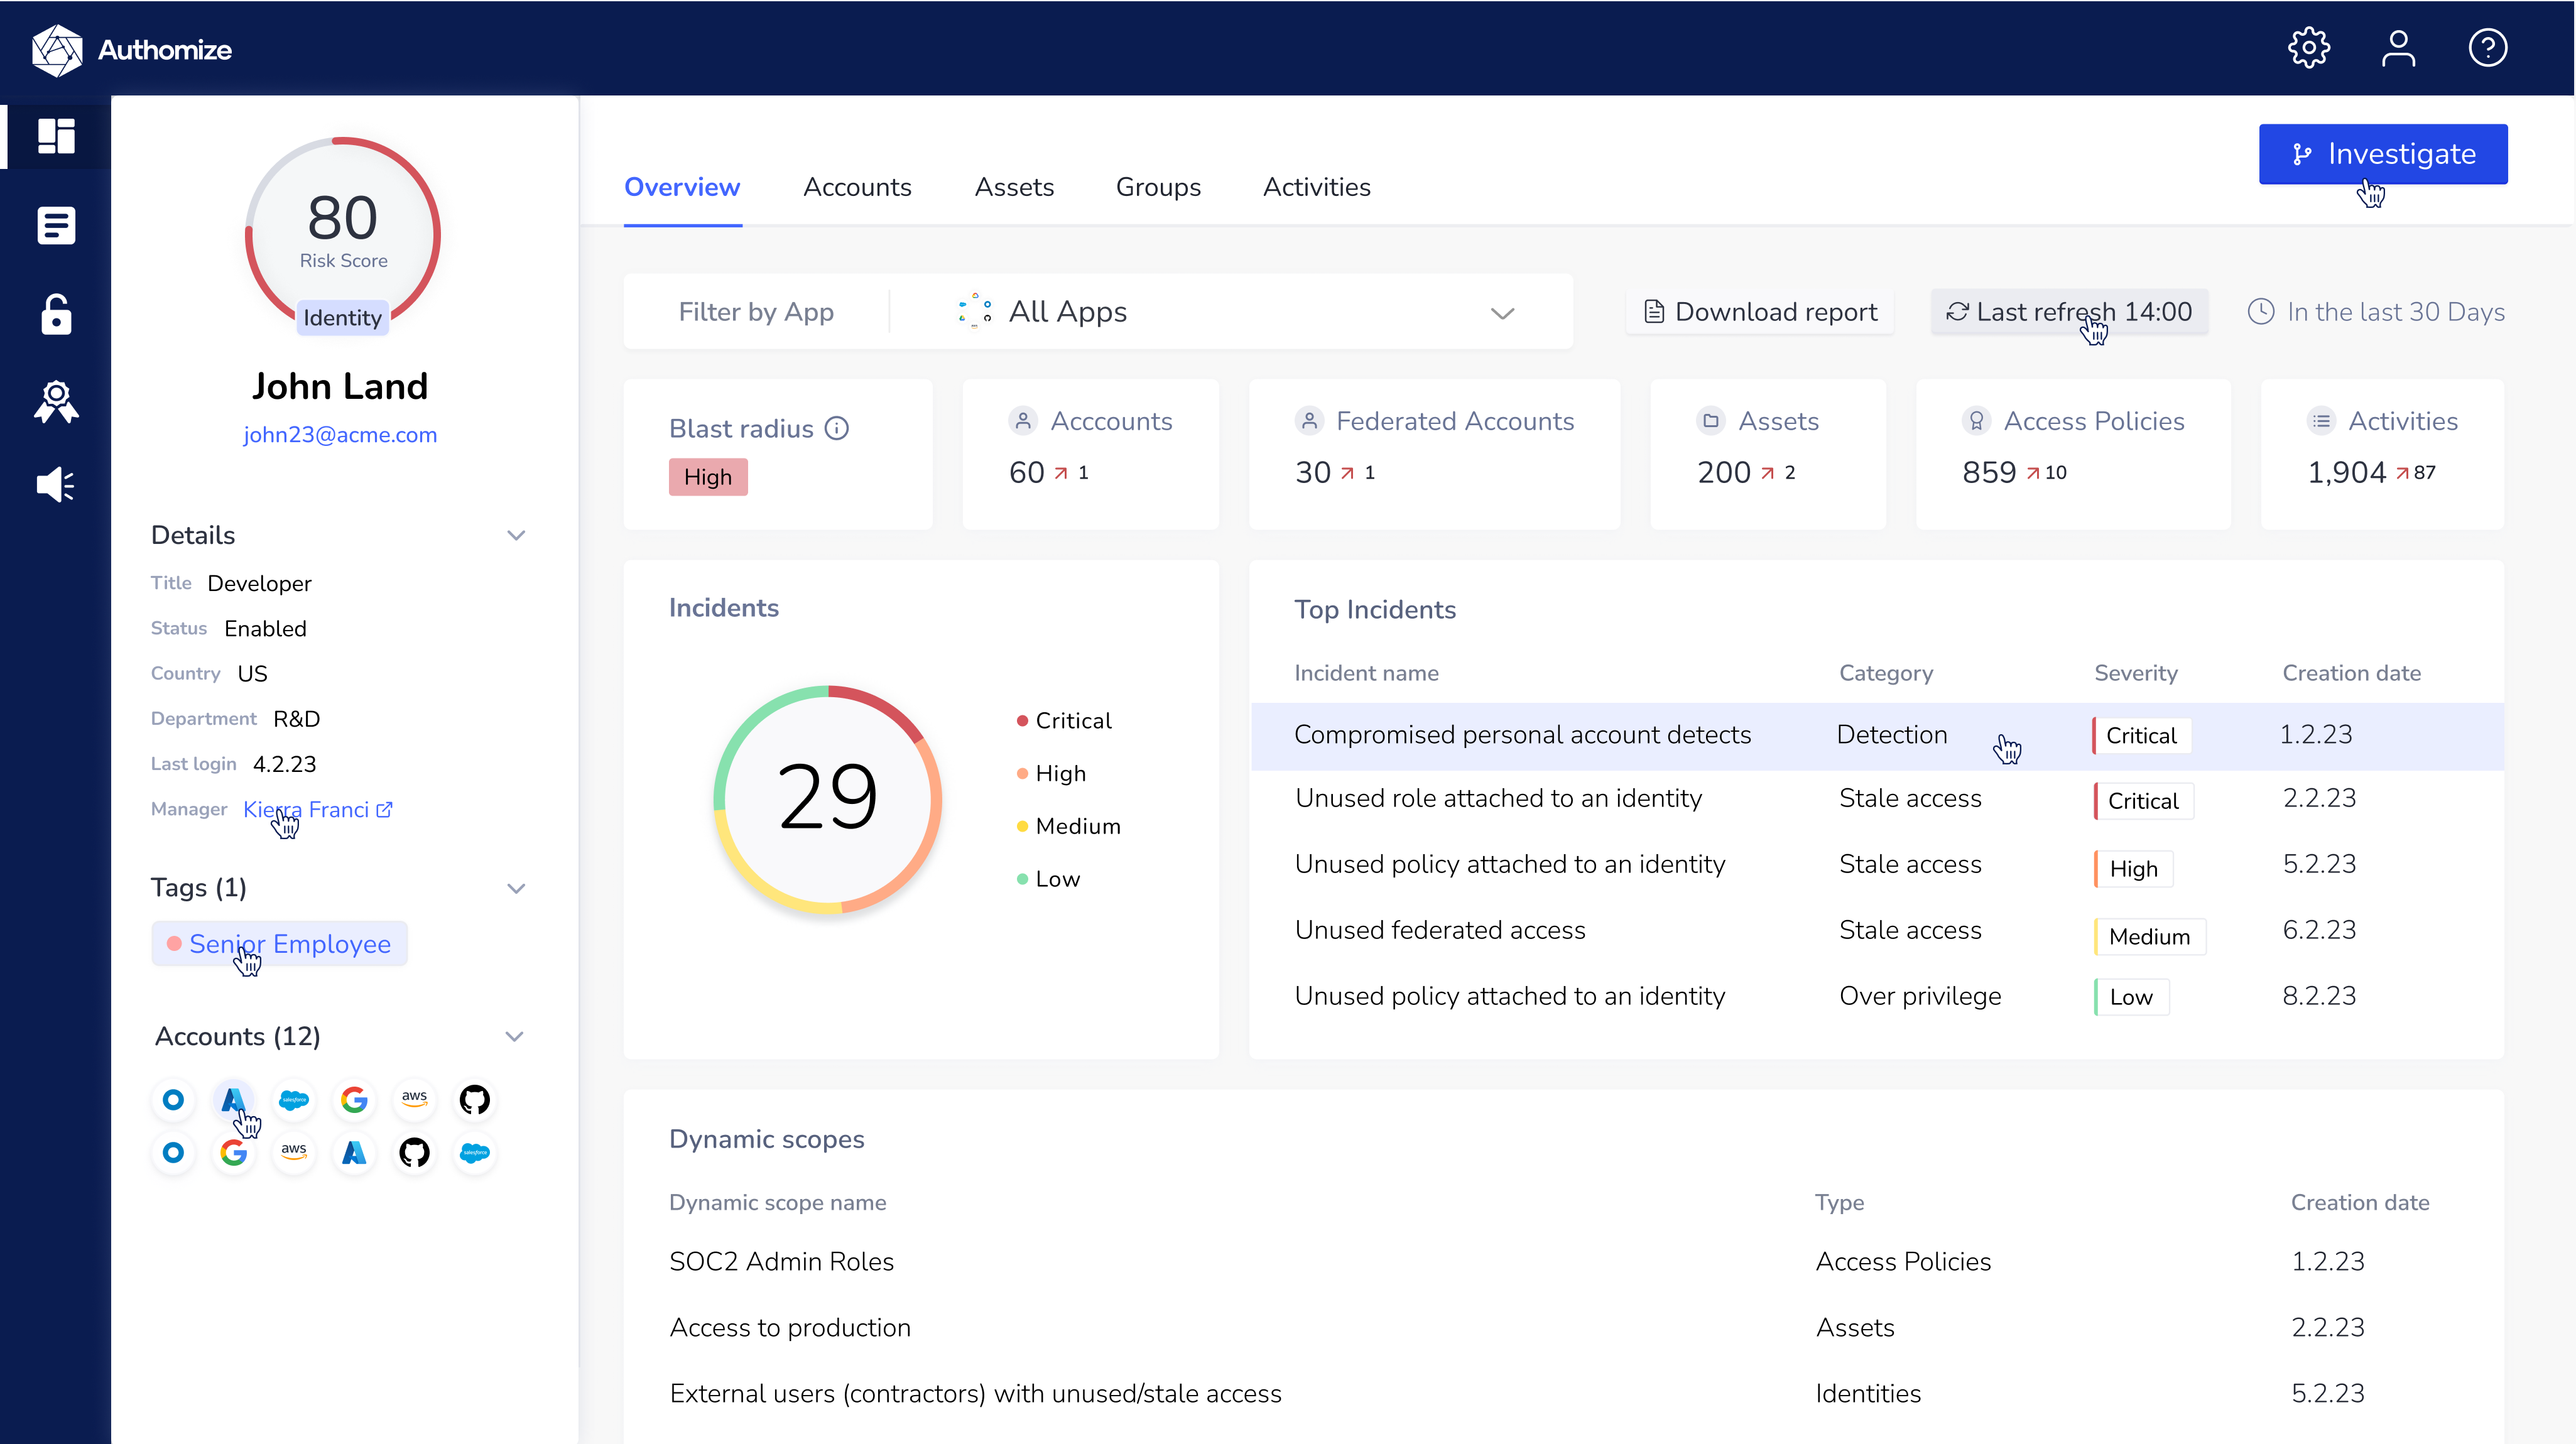 Authomize
80
Risk Score
Identity
John Land
john23@acme.com
Details
Title Developer
Status Enabled
Country US
Department R&D
Last login 4.2.23
Manager Kierra Franci
Tags (1)
Senior Employee
Accounts (12)
salesforce
aws
aws
salesforce
Overview Accounts Assets Groups Activities
Investigate
Filter by App All Apps
Download report
Last refresh 14:00
In the last 30 Days
Blast radius
High
Acccounts
60 1
Federated Accounts
30 1
Assets
200 2
Access Policies
859 10
Activities
1,904 87
Incidents
29
Critical
High
Medium
Low
Top Incidents
Incident name Category Severity Creation date
Compromised personal account detects Detection Critical 1.2.23
Unused role attached to an identity Stale access Critical 2.2.23
Unused policy attached to an identity Stale access High 5.2.23
Unused federated access Stale access Medium 6.2.23
Unused policy attached to an identity Over privilege Low 8.2.23
Dynamic scopes
Dynamic scope name Type Creation date
SOC2 Admin Roles Access Policies 1.2.23
Access to production Assets 2.2.23
External users (contractors) with unused/stale access Identities 5.2.23